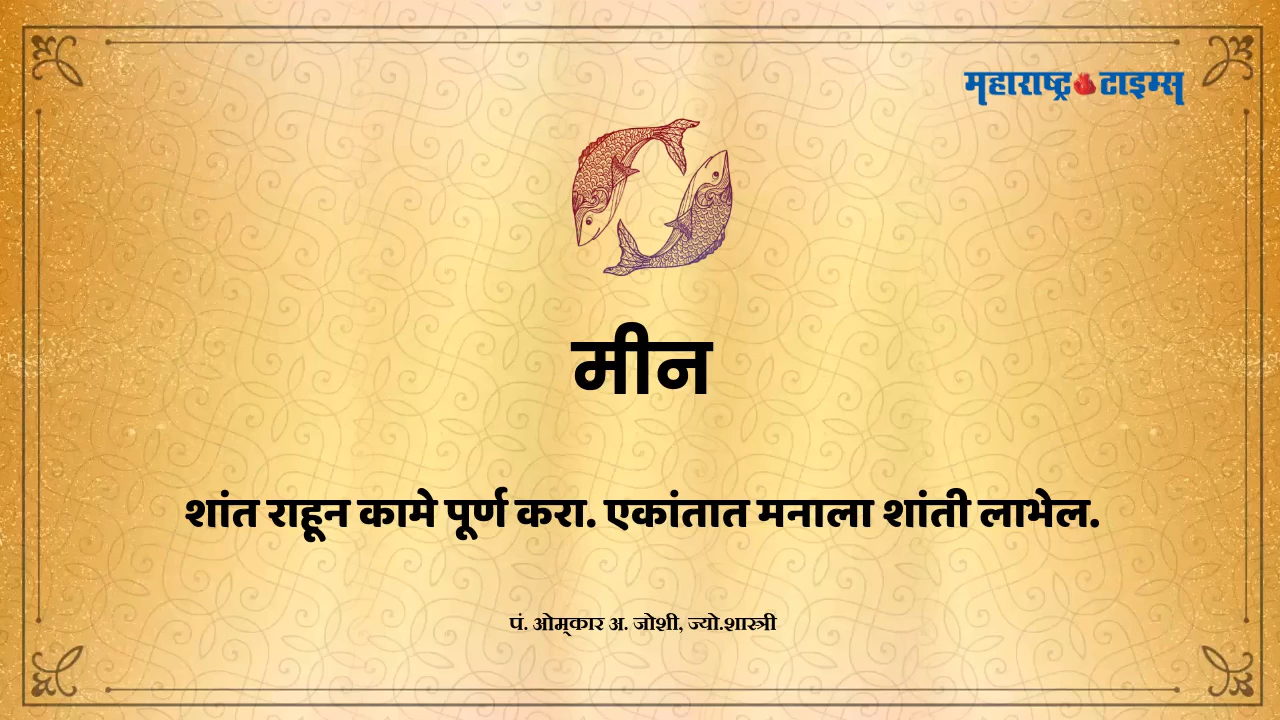 महाराष्ट्र टाइम्स
मीन
शांत राहून कामे पूर्ण करा. एकांतात मनाला शांती लाभेल.
पं. ओम्‌कार अ. जोशी, ज्यो.शास्त्री